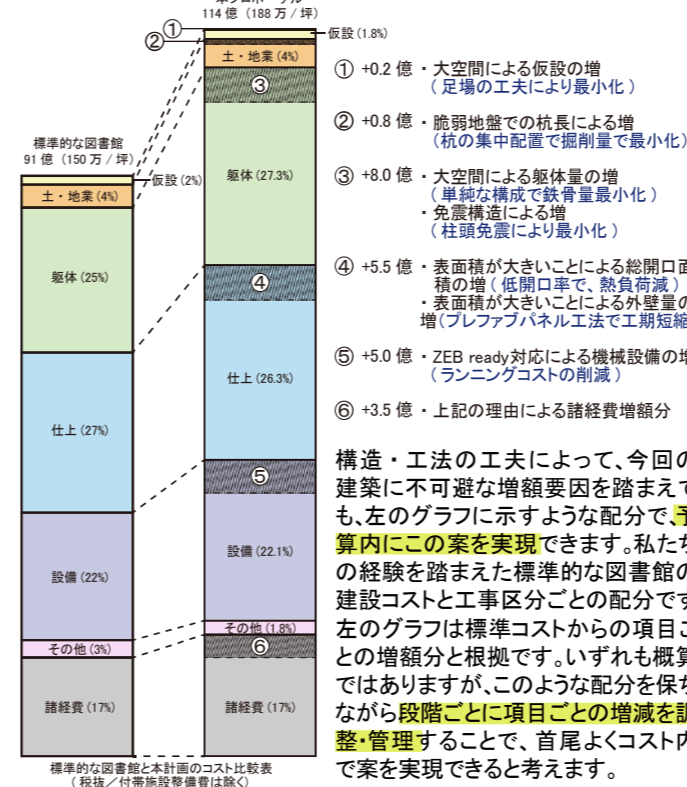 114 億（188 万 / 坪）
①
②
仮設 (1.8%)
土・地業 (4%)
③
躯体 (27.3%)
④
仕上 (26.3%)
⑤
設備 (22.1%)
その他 (1.8%)
⑥
諸経費 (17%)
標準的な図書館
91 億（150 万 / 坪）
仮設 (2%)
土・地業 (4%)
躯体 (25%)
仕上 (27%)
設備 (22%)
その他 (3%)
諸経費 (17%)
標準的な図書館と本計画のコスト比較表
（税抜／付帯施設整備費は除く）
① +0.2 億 ・大空間による仮設の増
（足場の工夫により最小化）
② +0.8 億 ・脆弱地盤での杭長による増
（杭の集中配置で掘削量で最小化）
③ +8.0 億 ・大空間による躯体量の増
（単純な構成で鉄骨量最小化）
・免震構造による増
（柱頭免震により最小化）
④ +5.5 億 ・表面積が大きいことによる総開口面
積の増（低開口率で、熱負荷減）
・表面積が大きいことによる外壁量の
増（プレファブパネル工法で工期短縮
⑤ +5.0 億 ・ZEB ready対応による機械設備の増
（ランニングコストの削減）
⑥ +3.5 億 ・上記の理由による諸経費増額分
構造・工法の工夫によって、今回の
建築に不可避な増額要因を踏まえて
も、左のグラフに示すような配分で、予
算内にこの案を実現できます。私たち
の経験を踏まえた標準的な図書館の
建設コストと工事区分ごとの配分です
左のグラフは標準コストからの項目ご
との増額分と根拠です。いずれも概算
ではありますが、このような配分を保ち
ながら段階ごとに項目ごとの増減を調
整・管理することで、首尾よくコスト内
で案を実現できると考えます。